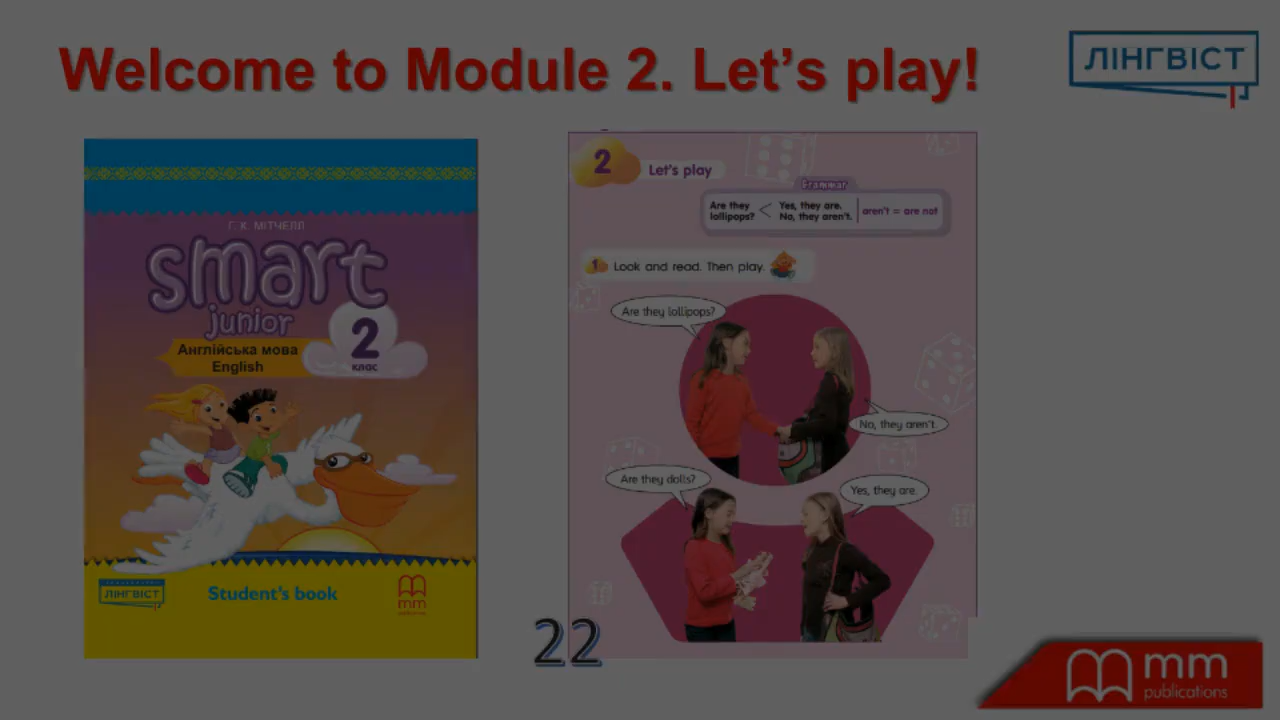 Welcome to Module 2. Let's play!
ЛІНГВІСТ
Г. К. МІТЧЕЛЛ
smart
junior
Англійська мова
English
2
клас
ЛІНГВІСТ
Student's book
mm
publications
2
Let's play
Grammar
Are they lollipops?
Yes, they are.
No, they aren't.
aren't = are not
1 Look and read. Then play.
Are they lollipops?
No, they aren't.
Are they dolls?
Yes, they are.
22
mm
publications